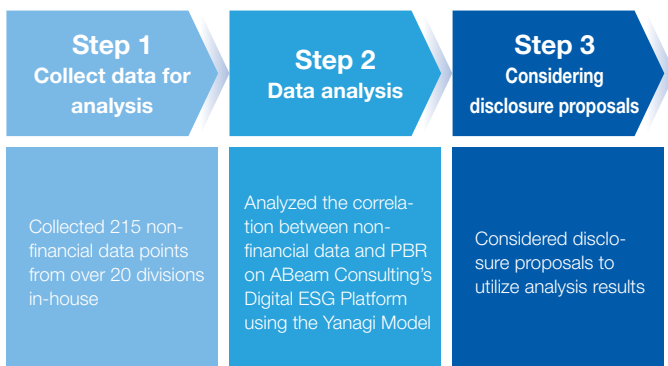 Step 1
Collect data for
analysis
Step 2
Data analysis
Step 3
Considering
disclosure proposals
Collected 215 non-
financial data points
from over 20 divisions
in-house
Analyzed the correla-
tion between non-
financial data and PBR
on ABeam Consulting’s
Digital ESG Platform
using the Yanagi Model
Considered disclo-
sure proposals to
utilize analysis results